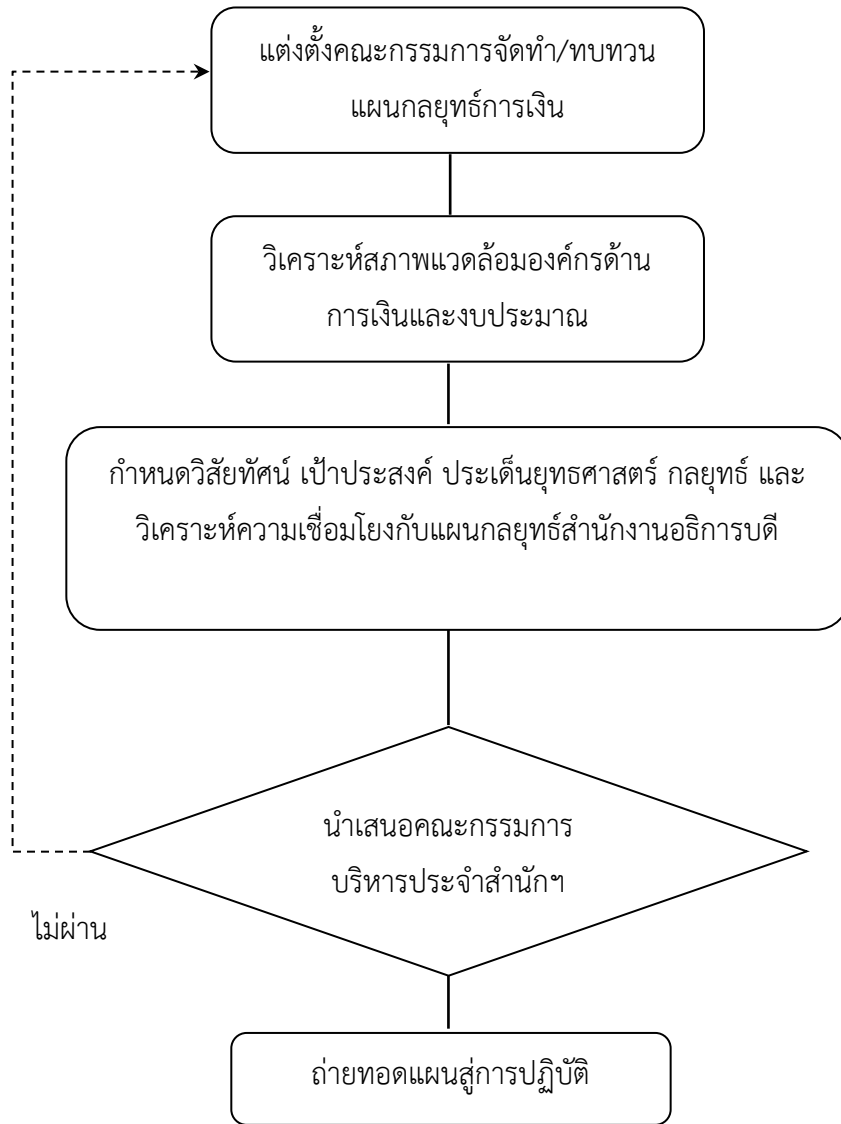 แต่งตั้งคณะกรรมการจัดทำ/ทบทวน
แผนกลยุทธ์การเงิน
วิเคราะห์สภาพแวดล้อมองค์กรด้าน
การเงินและงบประมาณ
กำหนดวิสัยทัศน์ เป้าประสงค์ ประเด็นยุทธศาสตร์ กลยุทธ์ และ
วิเคราะห์ความเชื่อมโยงกับแผนกลยุทธ์สำนักงานอธิการบดี
นำเสนอคณะกรรมการ
บริหารประจำสำนักฯ
ไม่ผ่าน
ถ่ายทอดแผนสู่การปฏิบัติ